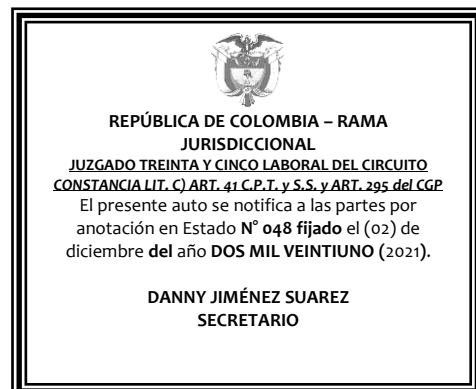 REPÚBLICA DE COLOMBIA – RAMA
JURISDICCIONAL
JUZGADO TREINTA Y CINCO LABORAL DEL CIRCUITO
CONSTANCIA LIT. C) ART. 41 C.P.T. y S.S. y ART. 295 del CGP
El presente auto se notifica a las partes por
anotación en Estado N° 048 fijado el (02) de
diciembre del año DOS MIL VEINTIUNO (2021).
DANNY JIMÉNEZ SUAREZ
SECRETARIO